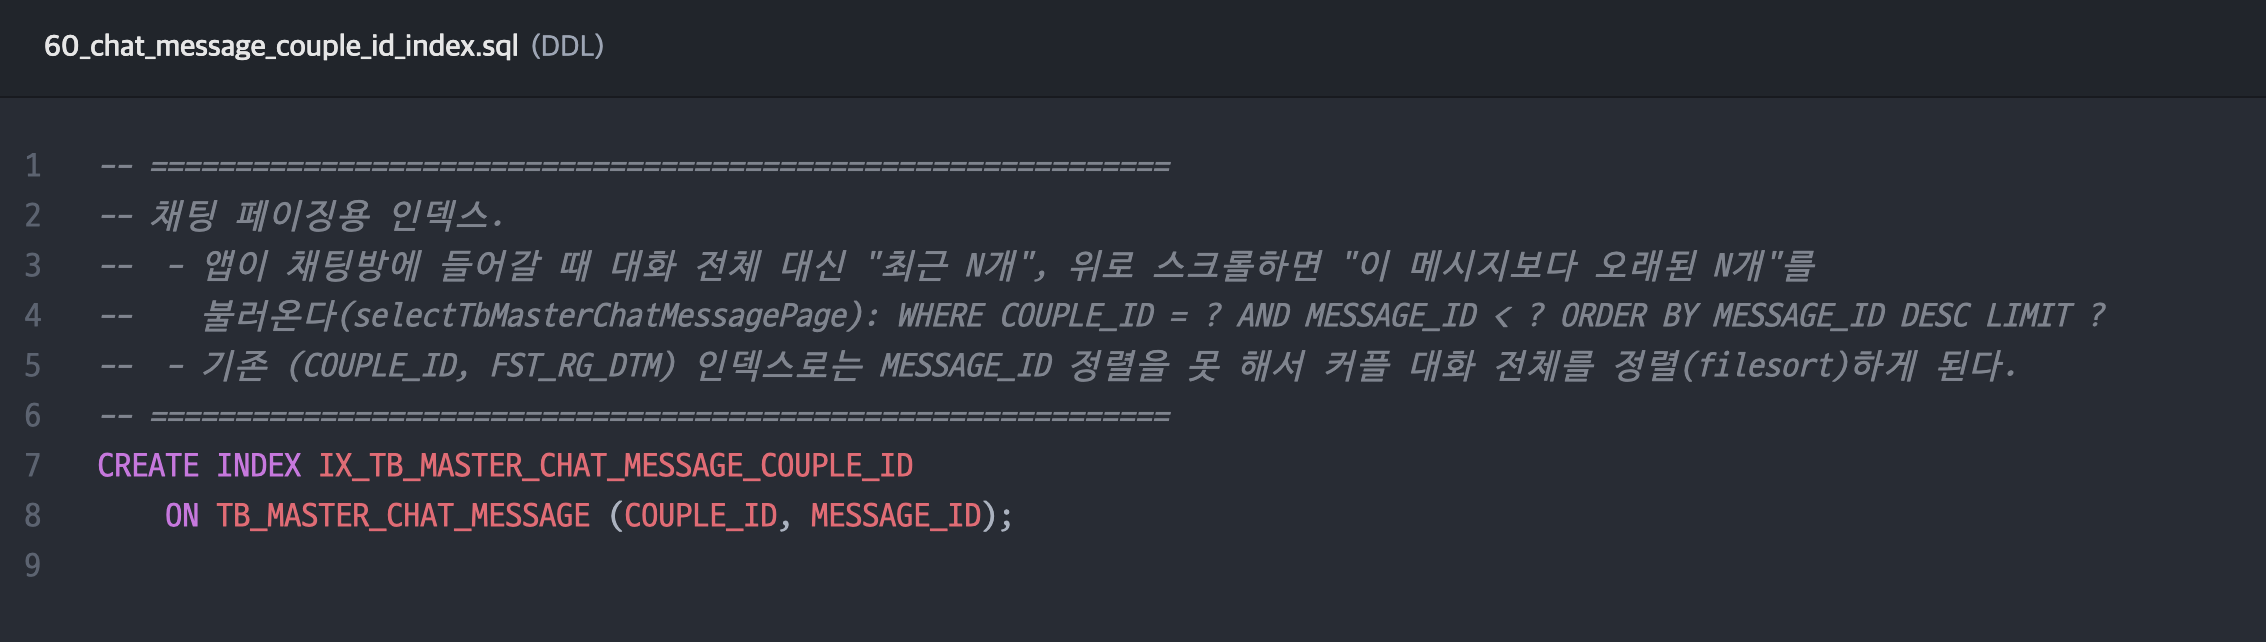 60_chat_message_couple_id_index.sql (DDL)
1 -- ============================================================
2 -- 채팅 페이징용 인덱스.
3 --  - 앱이 채팅방에 들어갈 때 대화 전체 대신 "최근 N개", 위로 스크롤하면 "이 메시지보다 오래된 N개"를
4 --    불러온다(selectTbMasterChatMessagePage): WHERE COUPLE_ID = ? AND MESSAGE_ID < ? ORDER BY MESSAGE_ID DESC LIMIT ?
5 --  - 기존 (COUPLE_ID, FST_RG_DTM) 인덱스로는 MESSAGE_ID 정렬을 못 해서 커플 대화 전체를 정렬(filesort)하게 된다.
6 -- ============================================================
7 CREATE INDEX IX_TB_MASTER_CHAT_MESSAGE_COUPLE_ID
8     ON TB_MASTER_CHAT_MESSAGE (COUPLE_ID, MESSAGE_ID);
9